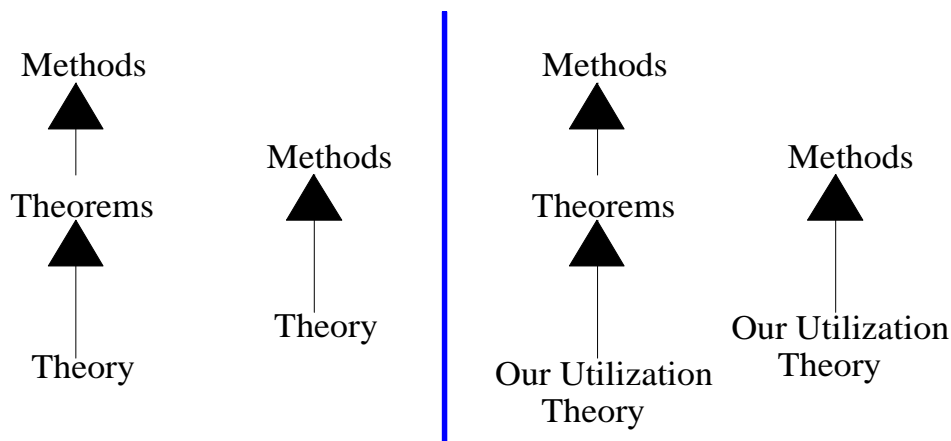 Methods
Theorems
Theory
Methods
Theory
Methods
Theorems
Our Utilization
Theory
Methods
Our Utilization
Theory